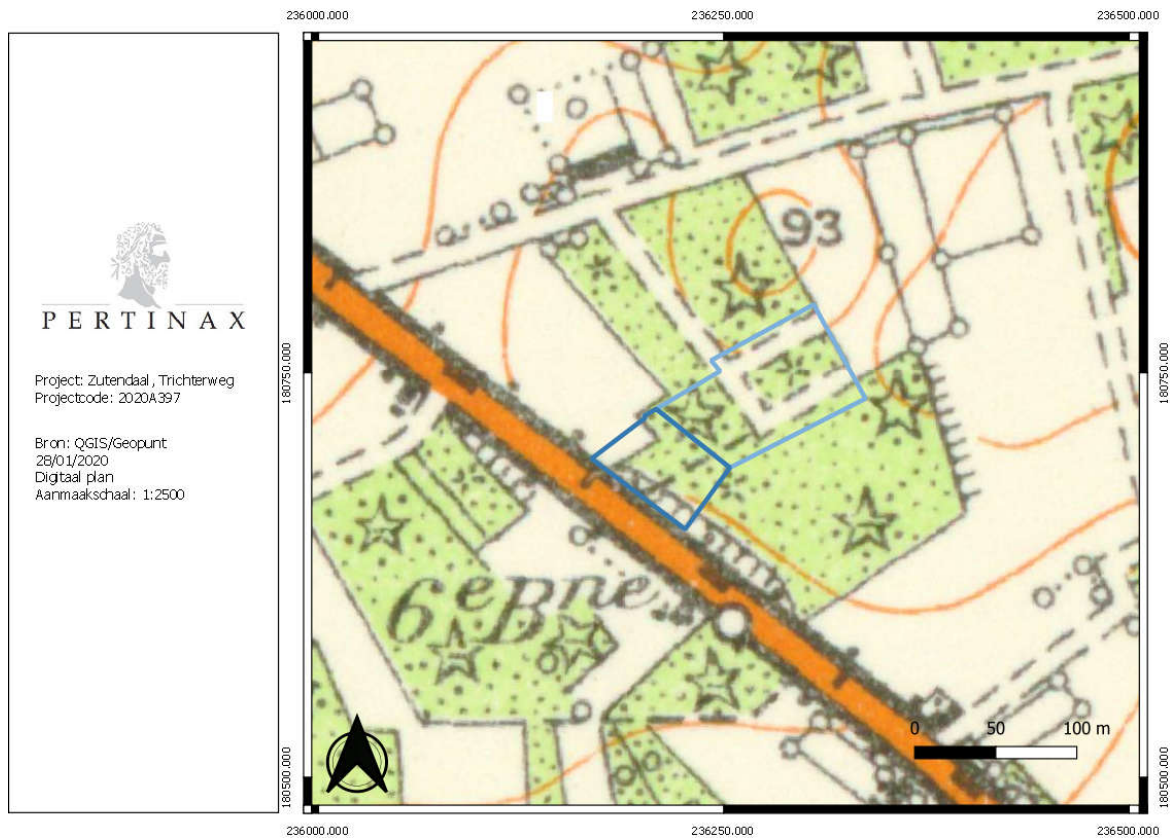 PERTINAX
Project: Zutendaal, Trichterweg
Projectcode: 2020A397
Bron: QGIS/Geopunt
28/01/2020
Digitaal plan
Aanmaakschaal: 1:2500
236000.000
236250.000
236500.000
180750.000
180750.000
93
6e Bne
0
50
100 m
180500.000
180500.000
236000.000
236250.000
236500.000